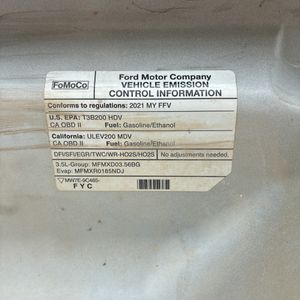 FoMoCo
Ford Motor Company
VEHICLE EMISSION
CONTROL INFORMATION
Conforms to regulations: 2021 MY FFV
U.S. EPA: T3B200 HDV
CA OBD II Fuel: Gasoline/Ethanol
California: ULEV200 MDV
CA OBD II Fuel: Gasoline/Ethanol
DFI/SFI/EGR/TWC/WR-HO2S/HO2S No adjustments needed.
3.5L-Group: MFMXD03.56BG
Evap: MFMXR0185NDJ
MW7E-9C485-
F Y C